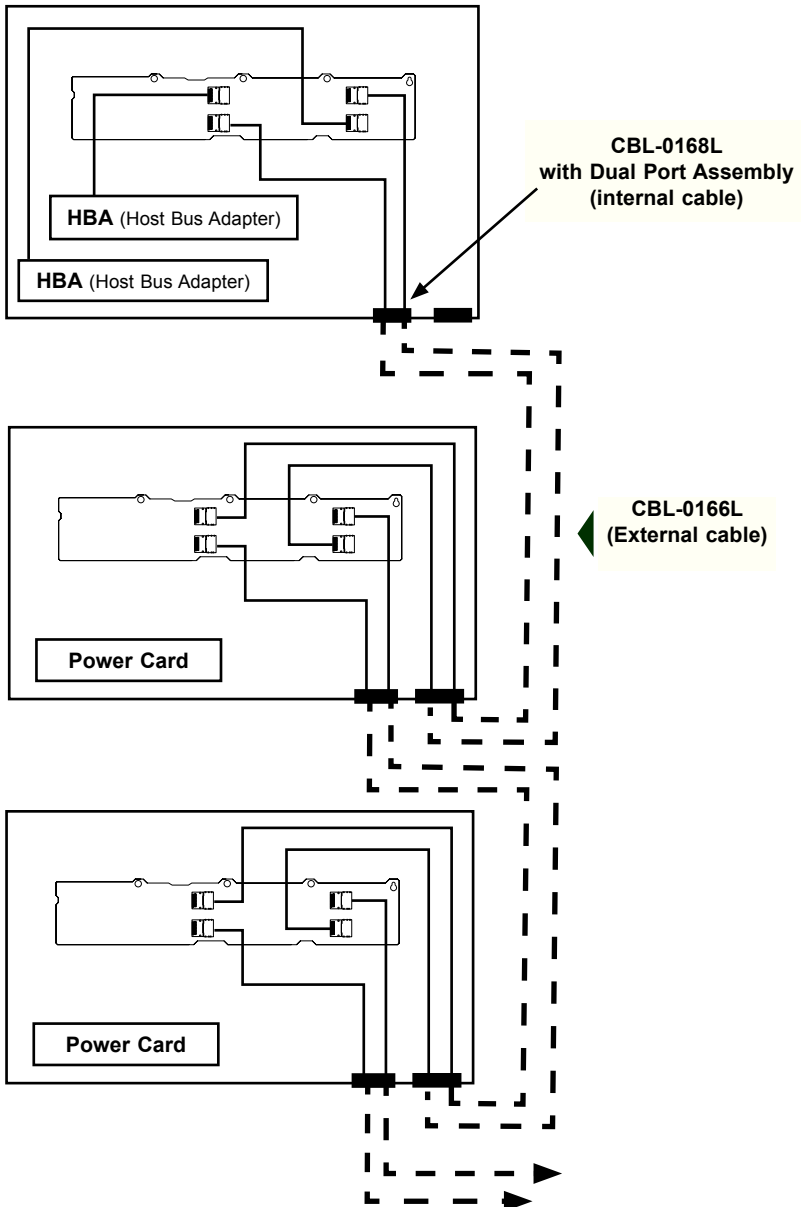 CBL-0168L
with Dual Port Assembly
(internal cable)
HBA (Host Bus Adapter)
HBA (Host Bus Adapter)
CBL-0166L
(External cable)
Power Card
Power Card